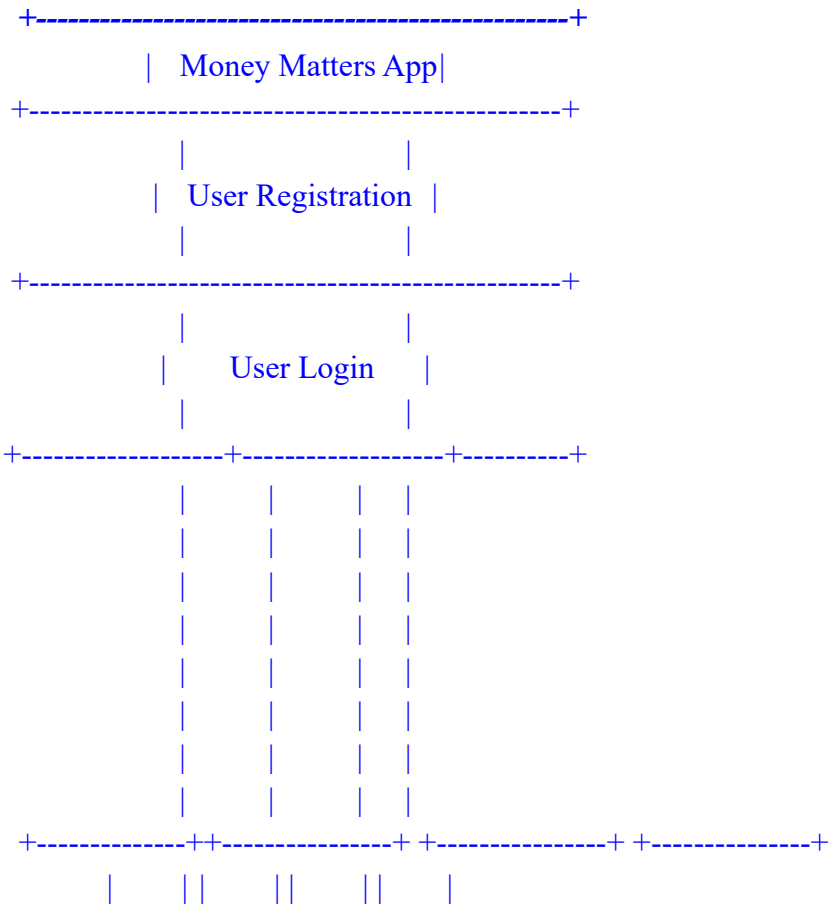 +--------------------------------------------------+
| Money Matters App|
+--------------------------------------------------+
| |
| User Registration |
| |
+--------------------------------------------------+
| |
| User Login |
| |
+-------------------+-------------------+----------+
| | | |
| | | |
| | | |
| | | |
| | | |
| | | |
| | | |
| | | |
+--------------++----------------+ +----------------+ +---------------+
| | | | | | | |